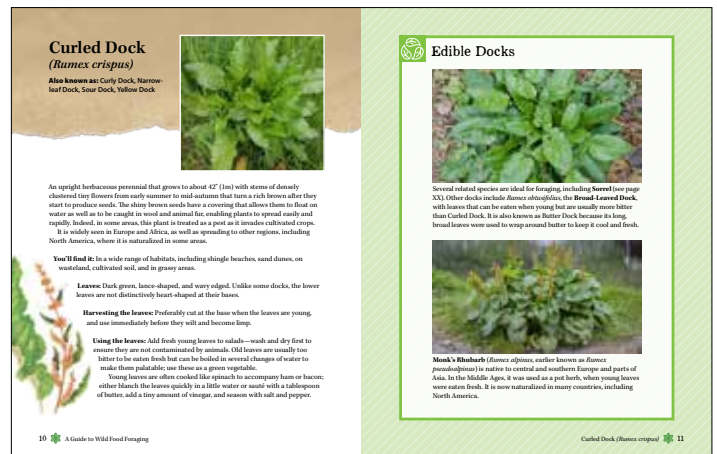 Curled Dock
(Rumex crispus)
Also known as: Curly Dock, Narrow-
leaf Dock, Sour Dock, Yellow Dock
An upright herbaceous perennial that grows to about 42" (1m) with stems of densely
clustered tiny flowers from early summer to mid-autumn that turn a rich brown after they
start to produce seeds. The shiny brown seeds have a covering that allows them to float on
water as well as to be caught in wool and animal fur, enabling plants to spread easily and
rapidly. Indeed, in some areas, this plant is treated as a pest as it invades cultivated crops.
It is widely seen in Europe and Africa, as well as spreading to other regions, including
North America, where it is naturalized in some areas.
You'll find it: In a wide range of habitats, including shingle beaches, sand dunes, on
wasteland, cultivated soil, and in grassy areas.
Leaves: Dark green, lance-shaped, and wavy edged. Unlike some docks, the lower
leaves are not distinctively heart-shaped at their bases.
Harvesting the leaves: Preferably cut at the base when the leaves are young,
and use immediately before they wilt and become limp.
Using the leaves: Add fresh young leaves to salads—wash and dry first to
ensure they are not contaminated by animals. Old leaves are usually too
bitter to be eaten fresh but can be boiled in several changes of water to
make them palatable; use these as a green vegetable.
Young leaves are often cooked like spinach to accompany ham or bacon;
either blanch the leaves quickly in a little water or sauté with a tablespoon
of butter, add a tiny amount of vinegar, and season with salt and pepper.
10 A Guide to Wild Food Foraging
Edible Docks
Several related species are ideal for foraging, including Sorrel (see page
XX). Other docks include Rumex obtusifolius, the Broad-Leaved Dock,
with leaves that can be eaten when young but are usually more bitter
than Curled Dock. It is also known as Butter Dock because its long,
broad leaves were used to wrap around butter to keep it cool and fresh.
Monk's Rhubarb (Rumex alpinus, earlier known as Rumex
pseudoalpinus) is native to central and southern Europe and parts of
Asia. In the Middle Ages, it was used as a pot herb, when young leaves
were eaten fresh. It is now naturalized in many countries, including
North America.
Curled Dock (Rumex crispus) 11